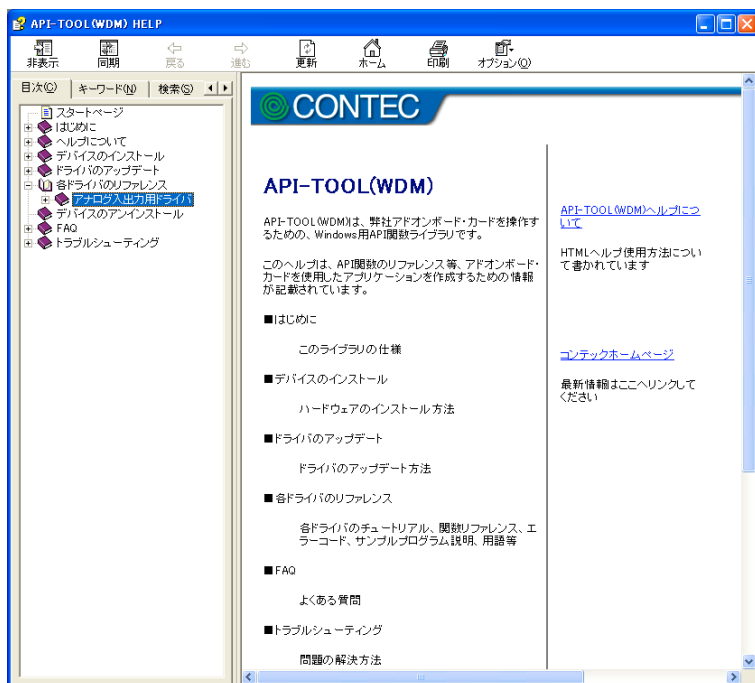 API-TOOL(WDM) HELP
非表示
同期
戻る
進む
更新
ホーム
印刷
オプション(O)
目次(C)
キーワード(N)
検索(S)
スタートページ
はじめに
ヘルプについて
デバイスのインストール
ドライバのアップデート
各ドライバのリファレンス
アナログ入出力用ドライバ
デバイスのアンインストール
FAQ
トラブルシューティング
CONTEC
API-TOOL(WDM)
API-TOOL(WDM)は、弊社アドオンボード・カードを操作す
るための、Windows用API関数ライブラリです。
このヘルプは、API関数のリファレンス等、アドオンボード・
カードを使用したアプリケーションを作成するための情報
が記載されています。
■はじめに
このライブラリの仕様
■デバイスのインストール
ハードウェアのインストール方法
■ドライバのアップデート
ドライバのアップデート方法
■各ドライバのリファレンス
各ドライバのチュートリアル、関数リファレンス、エ
ラーコード、サンプルプログラム説明、用語等
■FAQ
よくある質問
■トラブルシューティング
問題の解決方法
API-TOOL(WDM)ヘルプにつ
いて
HTMLヘルプ使用方法につい
て書かれています
コンテックホームページ
最新情報はここへリンクして
ください